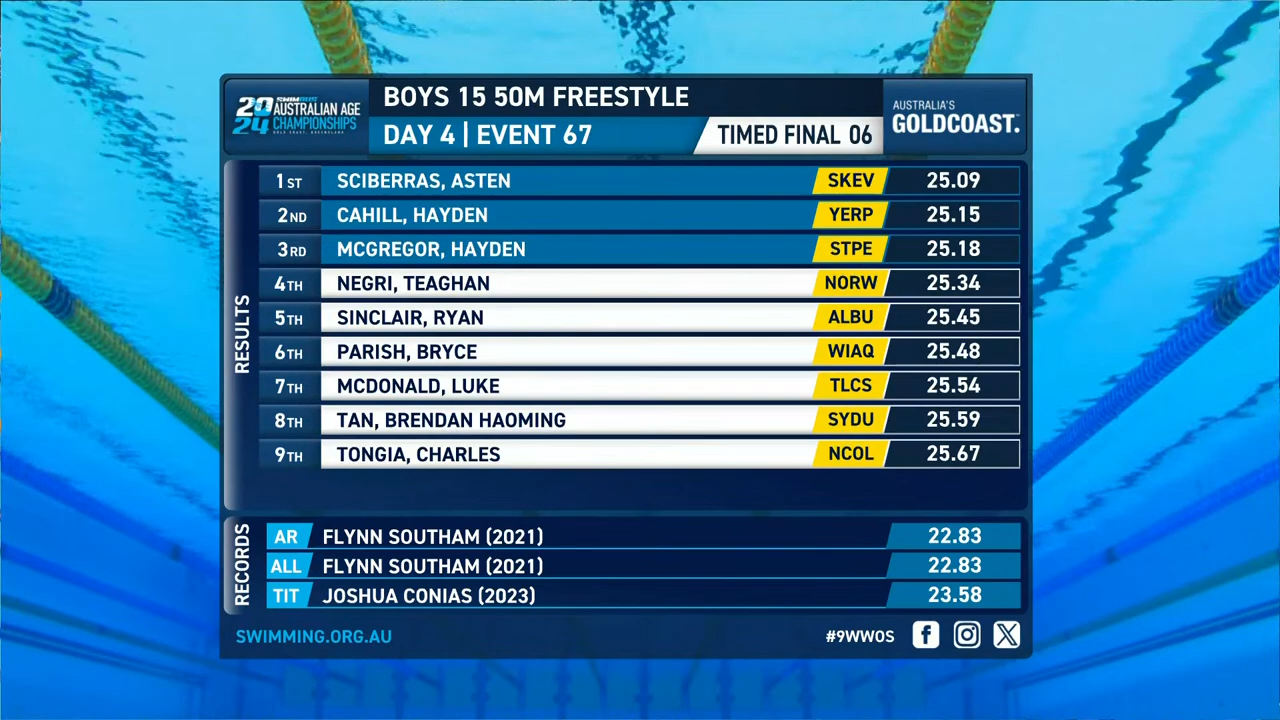 SWIMMING AUS
2024 AUSTRALIAN AGE
CHAMPIONSHIPS
GOLD COAST, QUEENSLAND
BOYS 15 50M FREESTYLE
DAY 4 | EVENT 67
TIMED FINAL 06
AUSTRALIA'S
GOLDCOAST.
RESULTS
1ST SCIBERRAS, ASTEN SKEV 25.09
2ND CAHILL, HAYDEN YERP 25.15
3RD MCGREGOR, HAYDEN STPE 25.18
4TH NEGRI, TEAGHAN NORW 25.34
5TH SINCLAIR, RYAN ALBU 25.45
6TH PARISH, BRYCE WIAQ 25.48
7TH MCDONALD, LUKE TLCS 25.54
8TH TAN, BRENDAN HAOMING SYDU 25.59
9TH TONGIA, CHARLES NCOL 25.67
RECORDS
AR FLYNN SOUTHAM (2021) 22.83
ALL FLYNN SOUTHAM (2021) 22.83
TIT JOSHUA CONIAS (2023) 23.58
SWIMMING.ORG.AU
#9WWOS